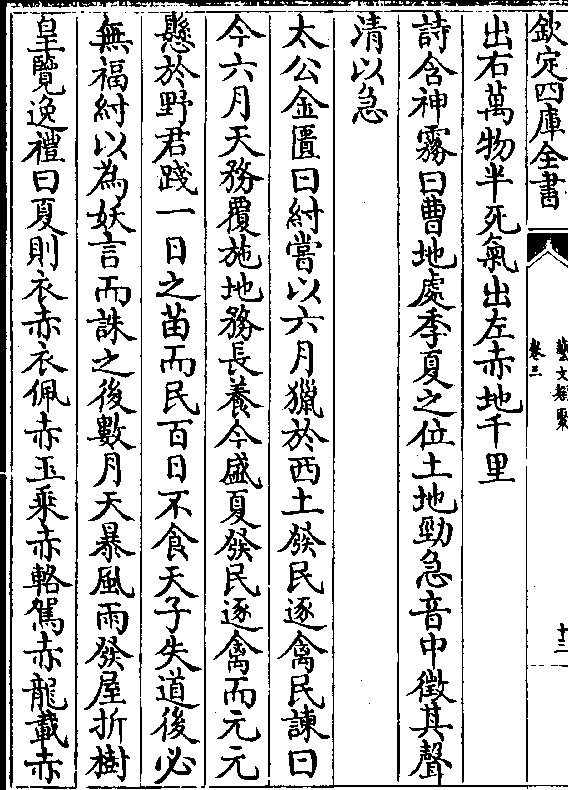 欽定四庫全書
藝文類聚
卷三
十三
出右萬物半死氣出左赤地千里
詩含神霧曰曹地處季夏之位土地勁急音中徵其聲
清以急
太公金匱曰紂嘗以六月獵於西土發民逐禽民諫曰
今六月天務覆施地務長養今盛夏發民逐禽而元元
懸於野君踐一日之苗而民百日不食天子失道後必
無福紂以為妖言而誅之後數月天暴風雨發屋折樹
皇覽逸禮曰夏則衣赤衣佩赤玉乘赤輅駕赤龍載赤